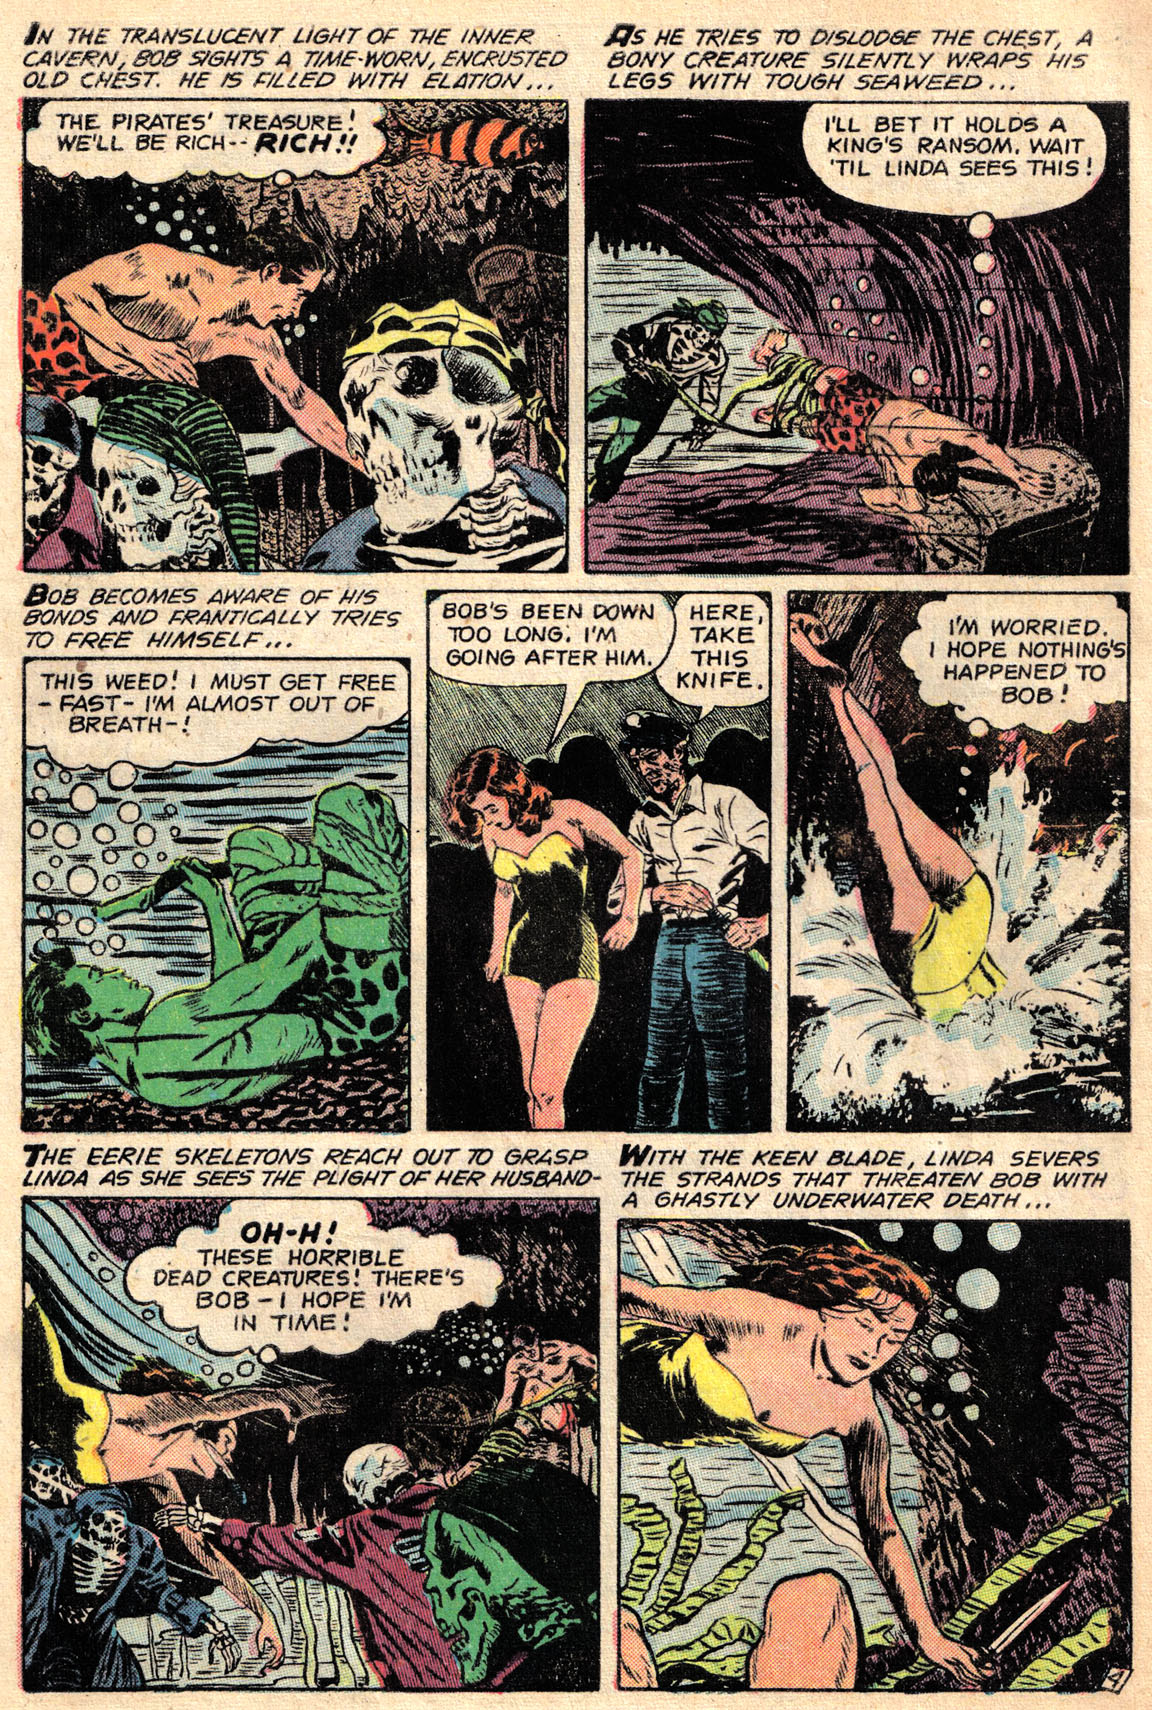 IN THE TRANSLUCENT LIGHT OF THE INNER
CAVERN, BOB SIGHTS A TIME-WORN, ENCRUSTED
OLD CHEST. HE IS FILLED WITH ELATION...
THE PIRATES' TREASURE!
WE'LL BE RICH-- RICH!!
AS HE TRIES TO DISLODGE THE CHEST, A
BONY CREATURE SILENTLY WRAPS HIS
LEGS WITH TOUGH SEAWEED...
I'LL BET IT HOLDS A
KING'S RANSOM. WAIT
'TIL LINDA SEES THIS!
BOB BECOMES AWARE OF HIS
BONDS AND FRANTICALLY TRIES
TO FREE HIMSELF...
THIS WEED! I MUST GET FREE
-FAST- I'M ALMOST OUT OF
BREATH-!
BOB'S BEEN DOWN
TOO LONG. I'M
GOING AFTER HIM.
HERE,
TAKE
THIS
KNIFE.
I'M WORRIED.
I HOPE NOTHING'S
HAPPENED TO
BOB!
THE EERIE SKELETONS REACH OUT TO GRASP
LINDA AS SHE SEES THE PLIGHT OF HER HUSBAND-
OH-H!
THESE HORRIBLE
DEAD CREATURES! THERE'S
BOB - I HOPE I'M
IN TIME!
WITH THE KEEN BLADE, LINDA SEVERS
THE STRANDS THAT THREATEN BOB WITH
A GHASTLY UNDERWATER DEATH...
4